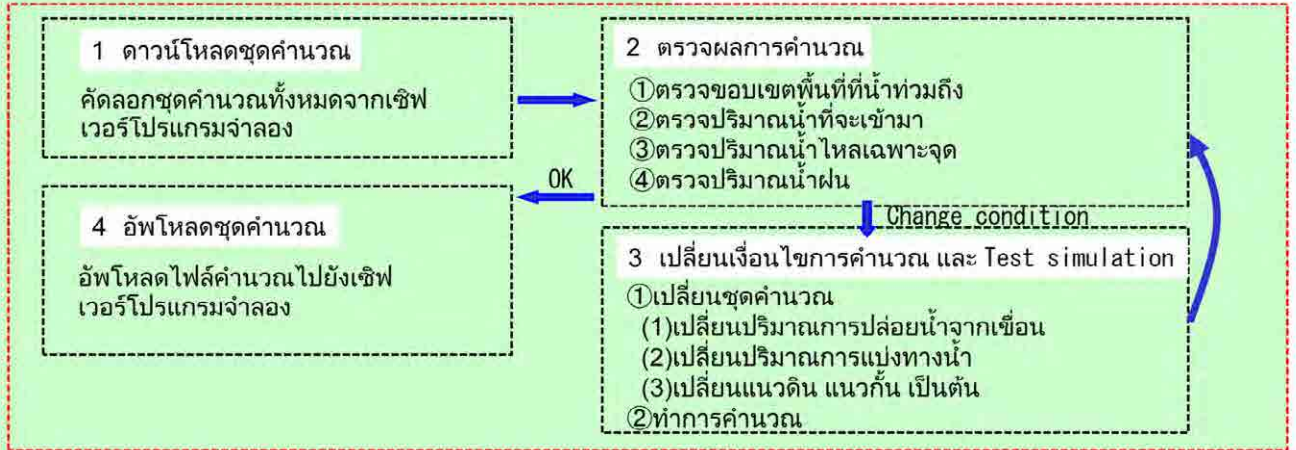 1 ดาวน์โหลดชุดคำนวณ
คัดลอกชุดคำนวณทั้งหมดจากเซิฟ
เวอร์โปรแกรมจำลอง
2 ตรวจผลการคำนวณ
①ตรวจขอบเขตพื้นที่ที่น้ำท่วมถึง
②ตรวจปริมาณน้ำที่จะเข้ามา
③ตรวจปริมาณน้ำไหลเฉพาะจุด
④ตรวจปริมาณน้ำฝน
OK
Change condition
3 เปลี่ยนเงื่อนไขการคำนวณ และ Test simulation
①เปลี่ยนชุดคำนวณ
(1)เปลี่ยนปริมาณการปล่อยน้ำจากเขื่อน
(2)เปลี่ยนปริมาณการแบ่งทางน้ำ
(3)เปลี่ยนแนวดิน แนวกั้น เป็นต้น
②ทำการคำนวณ
4 อัพโหลดชุดคำนวณ
อัพโหลดไฟล์คำนวณไปยังเซิฟ
เวอร์โปรแกรมจำลอง